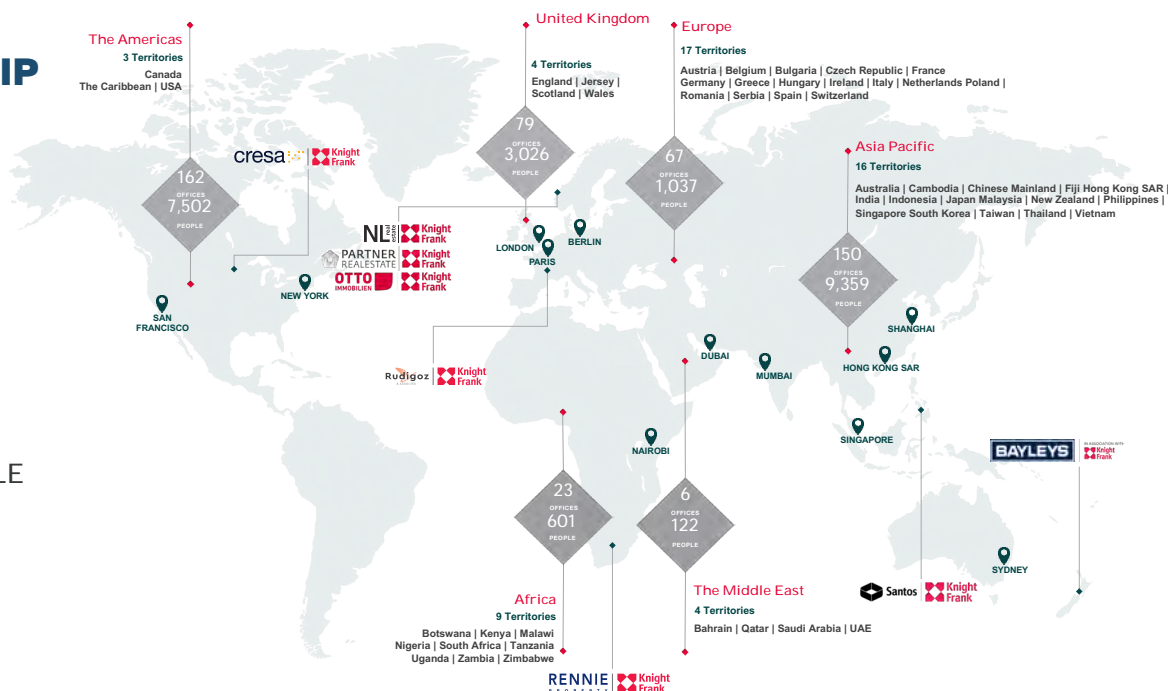 IP
The Americas
3 Territories
Canada
The Caribbean | USA
162
OFFICES
7,502
PEOPLE
cresa
Knight
Frank
United Kingdom
4 Territories
England | Jersey |
Scotland | Wales
79
OFFICES
3,026
PEOPLE
Europe
17 Territories
Austria | Belgium | Bulgaria | Czech Republic | France
Germany | Greece | Hungary | Ireland | Italy | Netherlands Poland |
Romania | Serbia | Spain | Switzerland
67
OFFICES
1,037
PEOPLE
Asia Pacific
16 Territories
Australia | Cambodia | Chinese Mainland | Fiji Hong Kong SAR |
India | Indonesia | Japan Malaysia | New Zealand | Philippines |
Singapore South Korea | Taiwan | Thailand | Vietnam
150
OFFICES
9,359
PEOPLE
NL real estate
Knight
Frank
PARTNER
REALESTATE
Knight
Frank
OTTO
IMMOBILIEN
Knight
Frank
LONDON
PARIS
BERLIN
NEW YORK
SAN
FRANCISCO
SHANGHAI
HONG KONG SAR
DUBAI
MUMBAI
Rudigoz
Knight
Frank
NAIROBI
SINGAPORE
BAYLEYS
IN ASSOCIATION WITH
Knight
Frank
LE
23
OFFICES
601
PEOPLE
6
OFFICES
122
PEOPLE
SYDNEY
Santos
Knight
Frank
Africa
9 Territories
Botswana | Kenya | Malawi
Nigeria | South Africa | Tanzania
Uganda | Zambia | Zimbabwe
The Middle East
4 Territories
Bahrain | Qatar | Saudi Arabia | UAE
RENNIE
PROPERTY
Knight
Frank